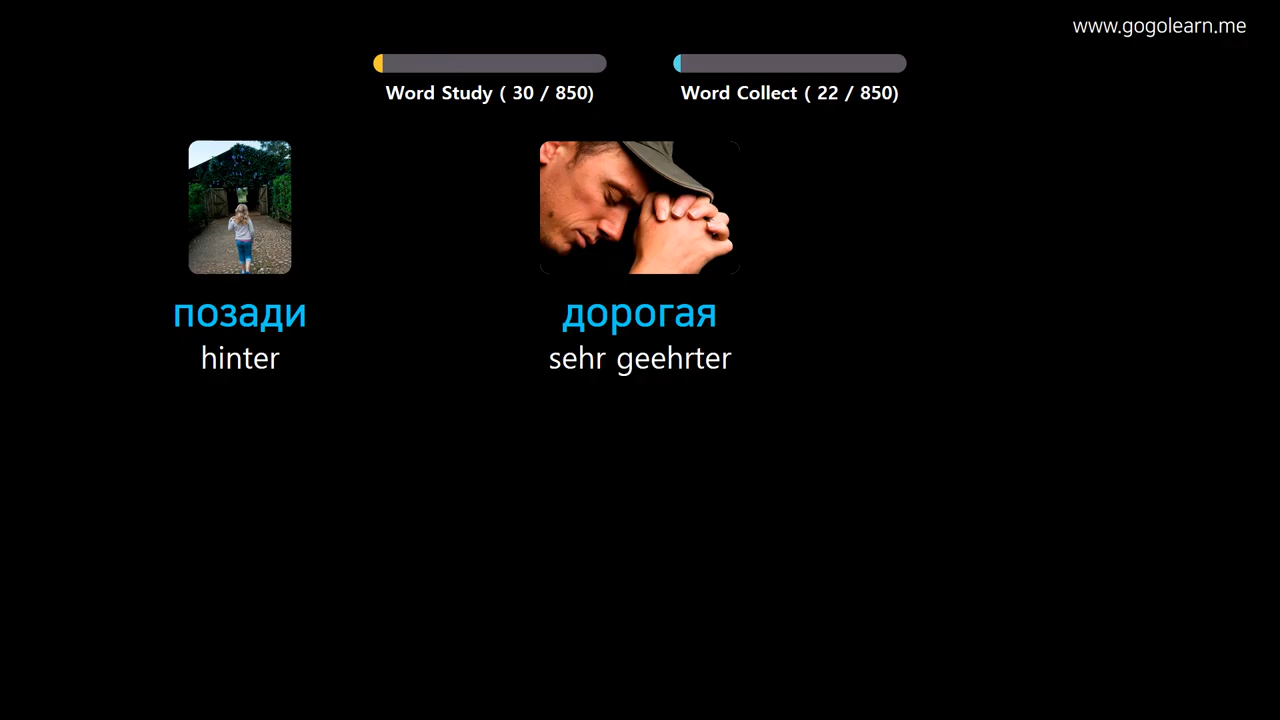 www.gogolearn.me
Word Study ( 30 / 850)
Word Collect ( 22 / 850)
позади
hinter
дорогая
sehr geehrter